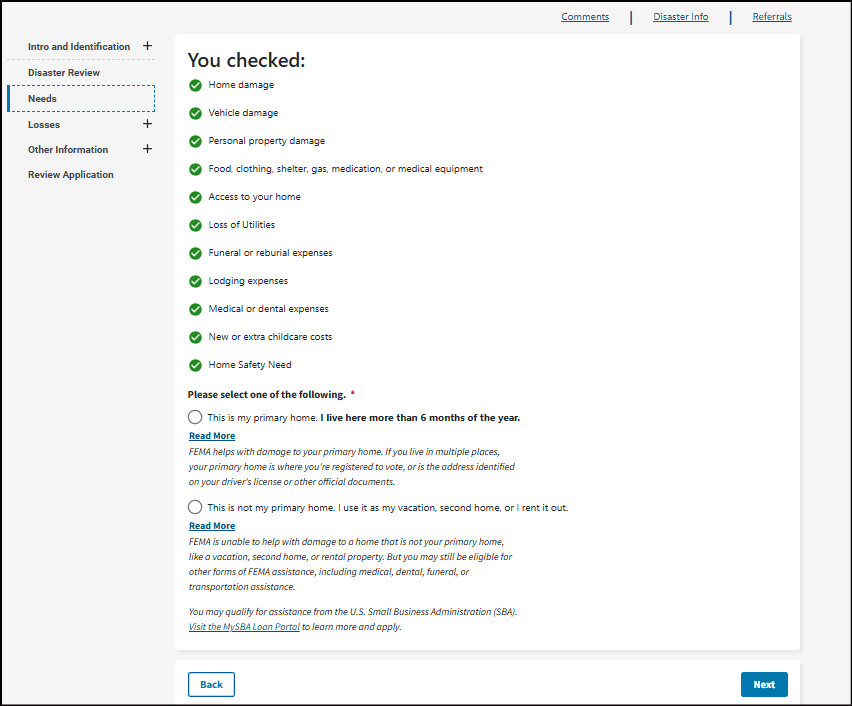 Comments | Disaster Info | Referrals
Intro and Identification +
Disaster Review
Needs
Losses +
Other Information +
Review Application
You checked:
Home damage
Vehicle damage
Personal property damage
Food, clothing, shelter, gas, medication, or medical equipment
Access to your home
Loss of Utilities
Funeral or reburial expenses
Lodging expenses
Medical or dental expenses
New or extra childcare costs
Home Safety Need
Please select one of the following. *
This is my primary home. I live here more than 6 months of the year.
Read More
FEMA helps with damage to your primary home. If you live in multiple places,
your primary home is where you're registered to vote, or is the address identified
on your driver's license or other official documents.
This is not my primary home. I use it as my vacation, second home, or I rent it out.
Read More
FEMA is unable to help with damage to a home that is not your primary home,
like a vacation, second home, or rental property. But you may still be eligible for
other forms of FEMA assistance, including medical, dental, funeral, or
transportation assistance.
You may qualify for assistance from the U.S. Small Business Administration (SBA).
Visit the MySBA Loan Portal to learn more and apply.
Back
Next